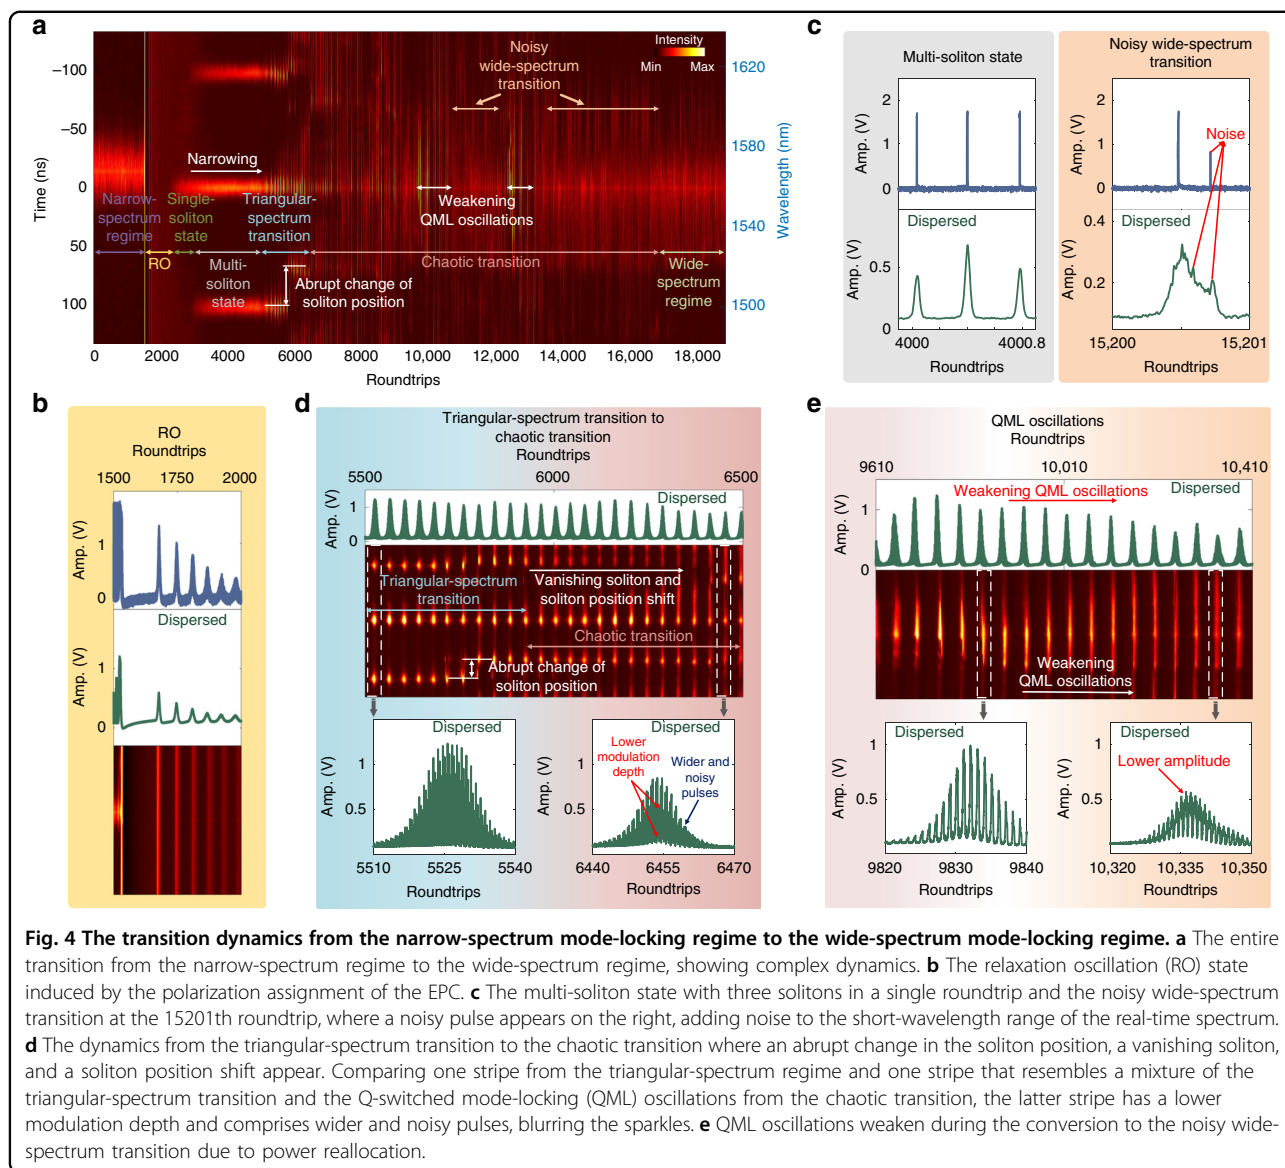 a
Intensity
Min Max
Noisy
wide-spectrum
transition
Narrowing
Narrow-
spectrum
regime
Single-
soliton
state
Triangular-
spectrum
transition
Weakening
QML oscillations
RO
Multi-
soliton
state
Abrupt change of
soliton position
Chaotic transition
Wide-
spectrum
regime
Time (ns)
−100
−50
0
50
100
Wavelength (nm)
1620
1580
1560
1540
1500
0 2000 4000 6000 8000 10,000 12,000 14,000 16,000 18,000
Roundtrips
c
Multi-soliton state
Noisy wide-spectrum
transition
Amp. (V)
2
1
0
Amp. (V)
2
1
0
Noise
Dispersed
Amp. (V)
0.5
0
4000 4000.8
Roundtrips
Dispersed
Amp. (V)
0.4
0.2
15,200 15,201
Roundtrips
b
RO
Roundtrips
1500 1750 2000
Amp. (V)
1
0
Dispersed
Amp. (V)
1
0
d
Triangular-spectrum transition to
chaotic transition
Roundtrips
5500 6000 6500
Amp. (V)
1
0
Dispersed
Triangular-spectrum
transition
Vanishing soliton and
soliton position shift
Chaotic transition
Abrupt change of
soliton position
Dispersed
Amp. (V)
1
0.5
5510 5525 5540
Roundtrips
Dispersed
Lower
modulation
depth
Wider and
noisy
pulses
Amp. (V)
1
0.5
6440 6455 6470
Roundtrips
e
QML oscillations
Roundtrips
9610 10,010 10,410
Amp. (V)
1
0
Weakening QML oscillations
Dispersed
Weakening
QML oscillations
Dispersed
Amp. (V)
1
0.5
9820 9830 9840
Roundtrips
Dispersed
Lower amplitude
Amp. (V)
1
0.5
10,320 10,335 10,350
Roundtrips
Fig. 4 The transition dynamics from the narrow-spectrum mode-locking regime to the wide-spectrum mode-locking regime. a The entire
transition from the narrow-spectrum regime to the wide-spectrum regime, showing complex dynamics. b The relaxation oscillation (RO) state
induced by the polarization assignment of the EPC. c The multi-soliton state with three solitons in a single roundtrip and the noisy wide-spectrum
transition at the 15201th roundtrip, where a noisy pulse appears on the right, adding noise to the short-wavelength range of the real-time spectrum.
d The dynamics from the triangular-spectrum transition to the chaotic transition where an abrupt change in the soliton position, a vanishing soliton,
and a soliton position shift appear. Comparing one stripe from the triangular-spectrum regime and one stripe that resembles a mixture of the
triangular-spectrum transition and the Q-switched mode-locking (QML) oscillations from the chaotic transition, the latter stripe has a lower
modulation depth and comprises wider and noisy pulses, blurring the sparkles. e QML oscillations weaken during the conversion to the noisy wide-
spectrum transition due to power reallocation.